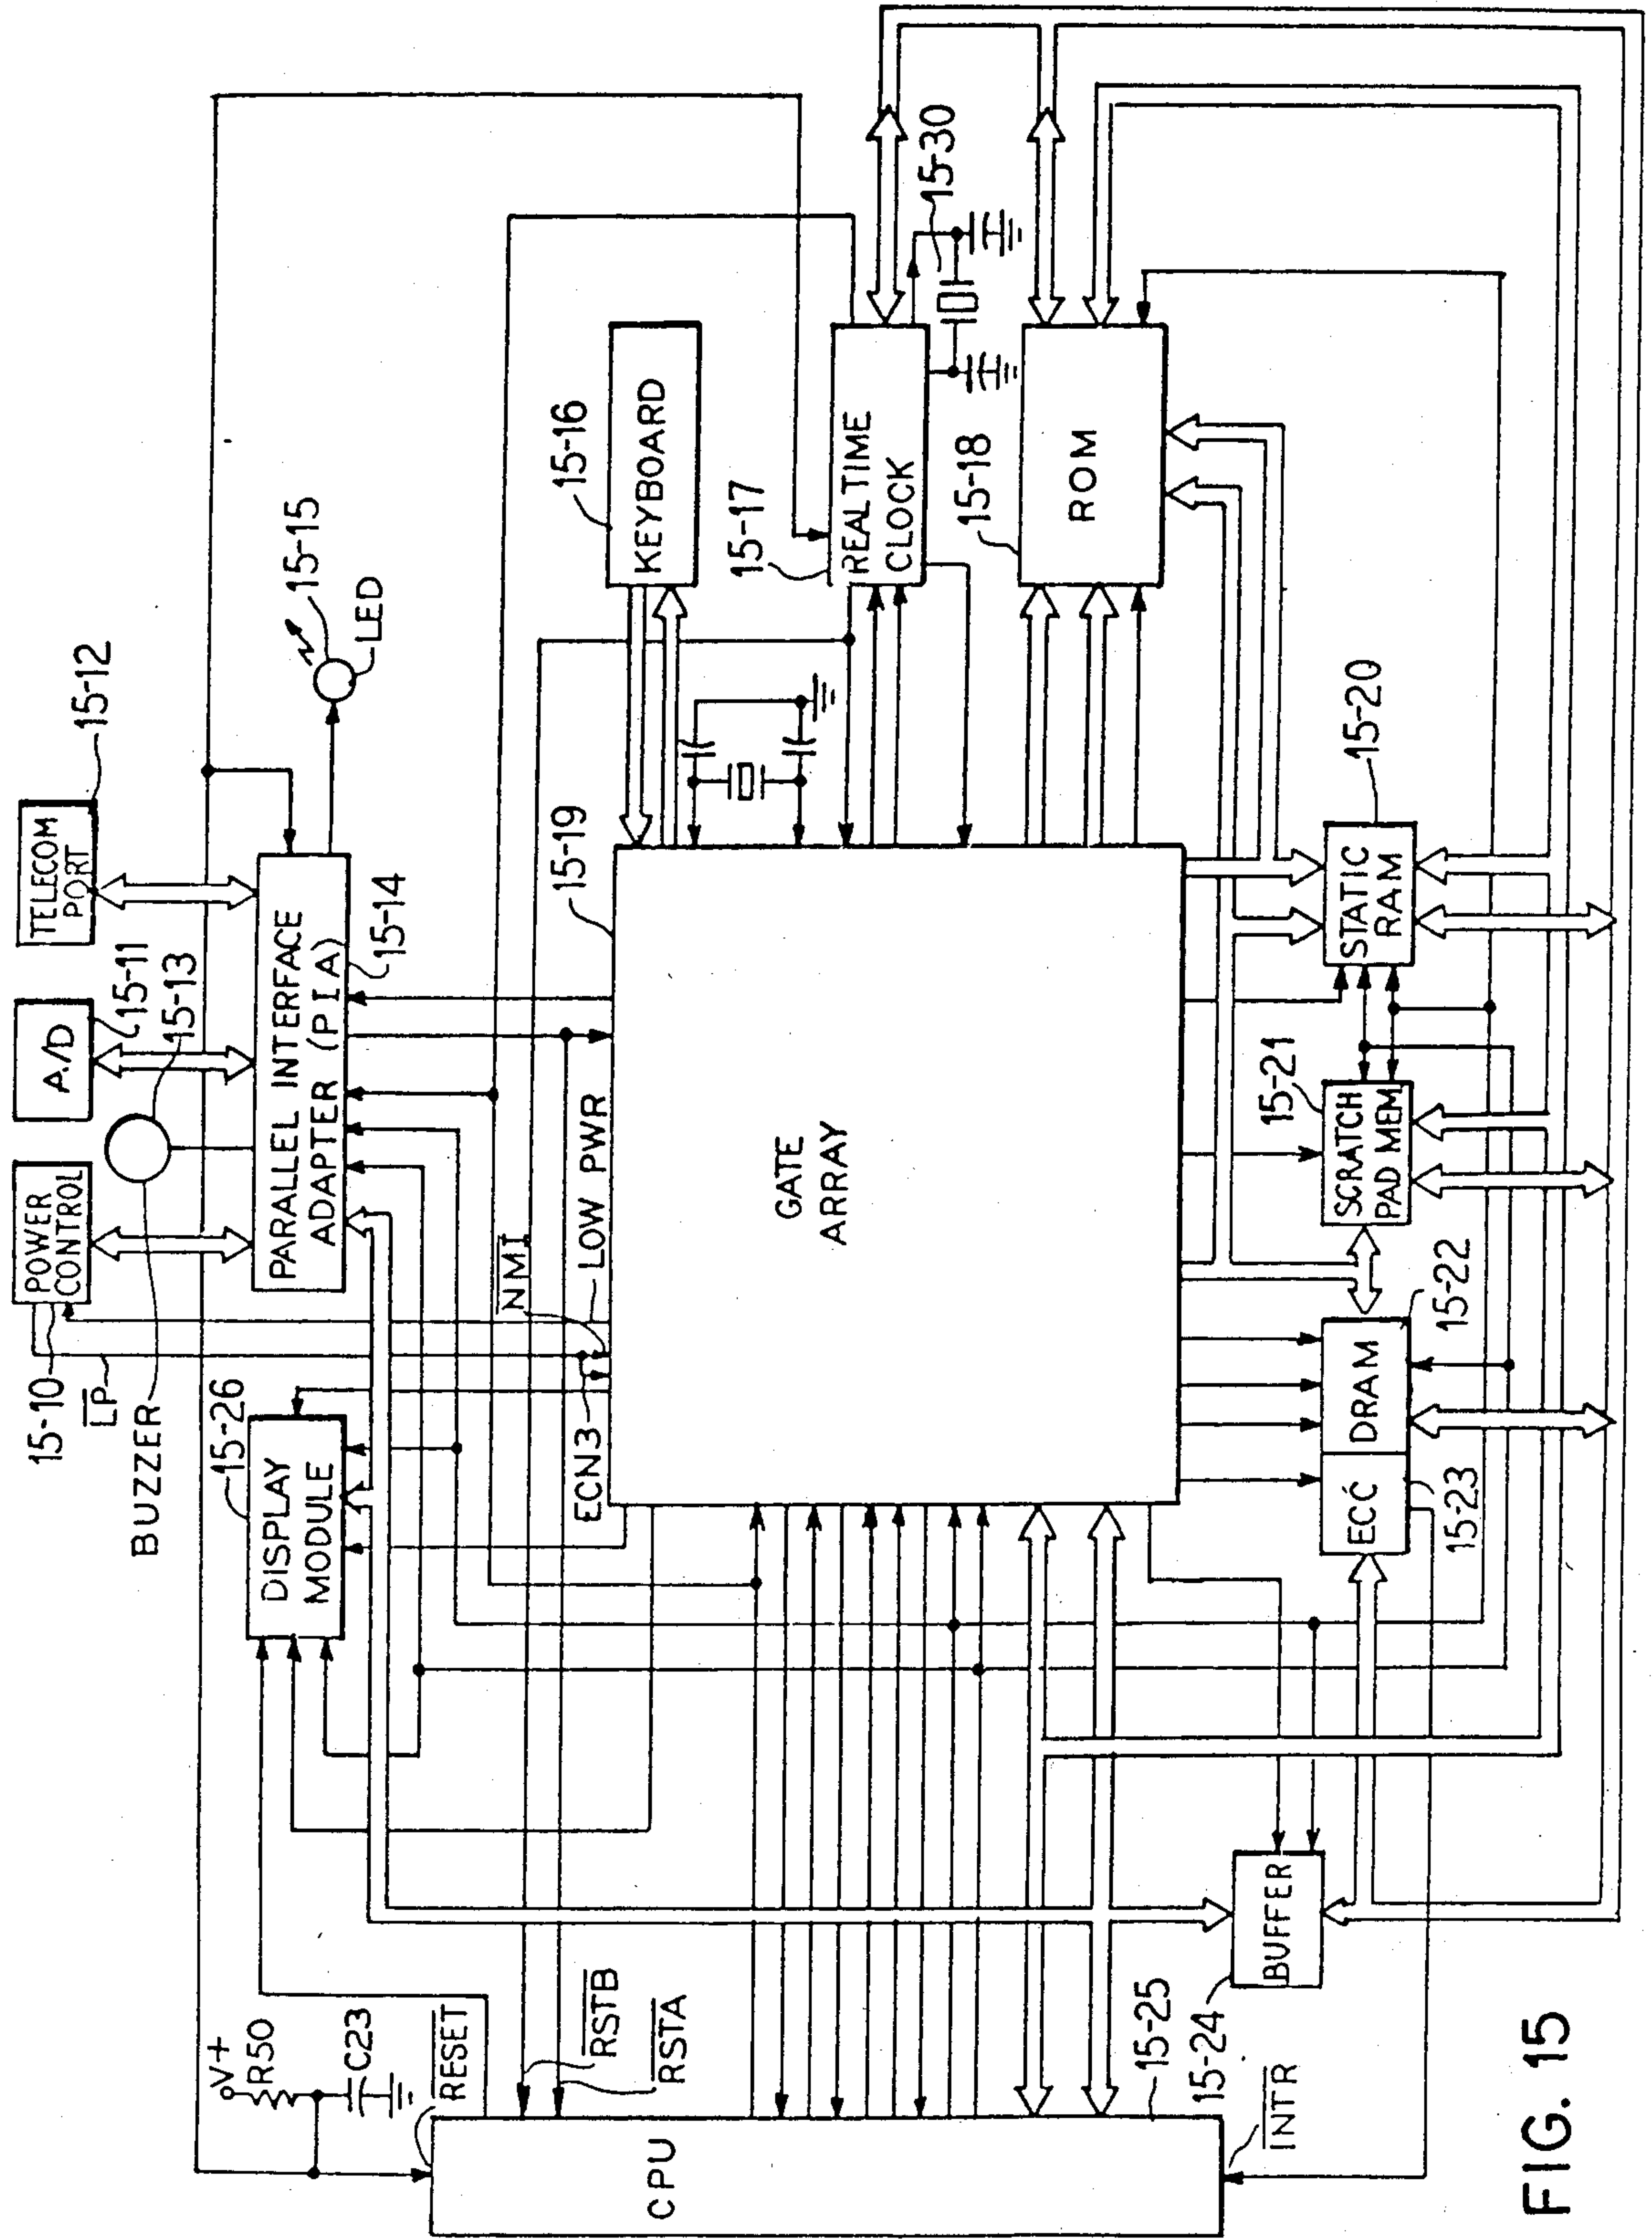 15-10
LP
BUZZER
POWER
CONTROL
A/D
15-11
15-13
TELECOM
PORT
15-12
15-26
DISPLAY
MODULE
PARALLEL INTERFACE
ADAPTER (PIA)
15-14
15-15
LED
V+
R50
C23
RESET
RSTB
RSTA
ECN3
NMI
LOW PWR
15-19
GATE
ARRAY
15-16
KEYBOARD
15-17
REALTIME
CLOCK
15-30
15-18
ROM
CPU
15-25
INTR
15-24
BUFFER
ECC
15-23
DRAM
15-22
15-21
SCRATCH
PAD MEM
STATIC
RAM
15-20
FIG. 15